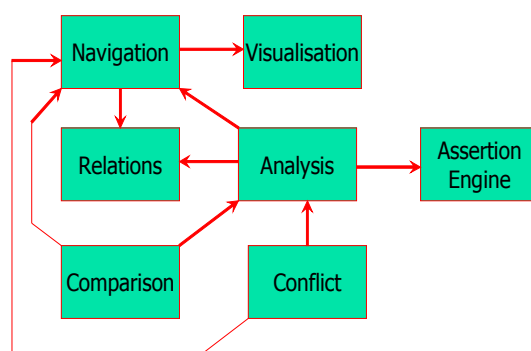 Navigation
Visualisation
Relations
Analysis
Assertion
Engine
Comparison
Conflict